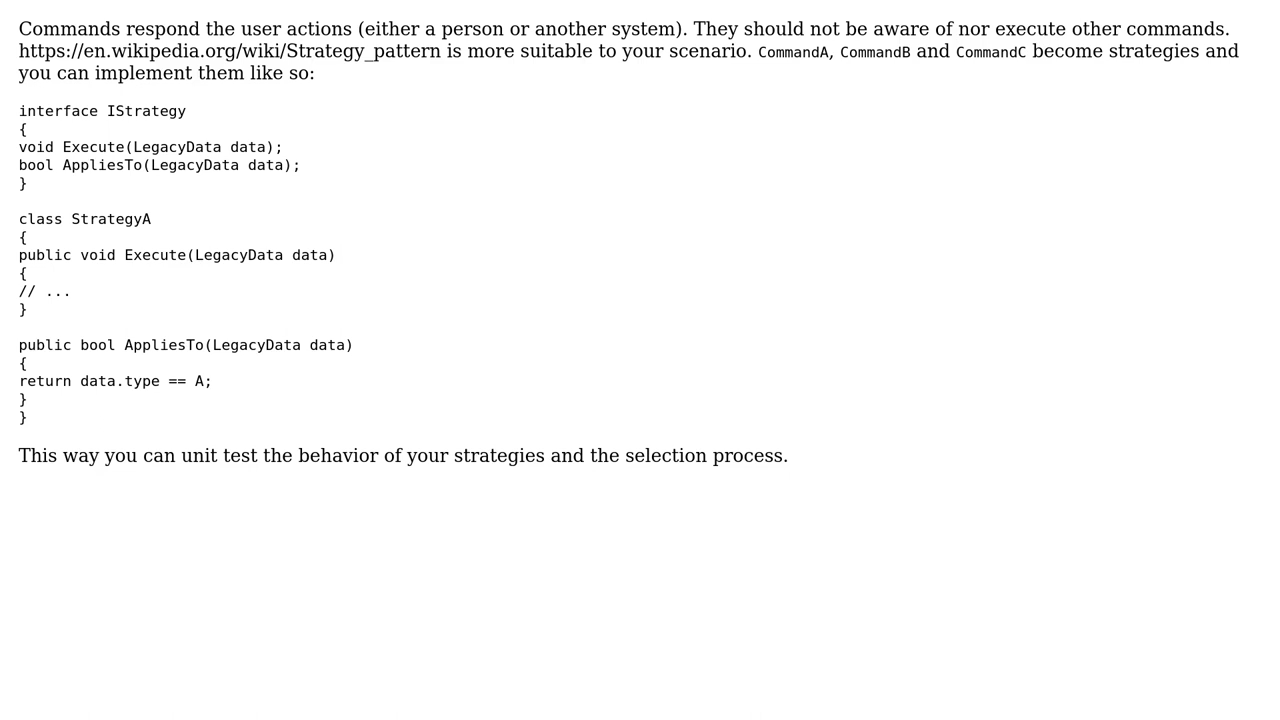 Commands respond the user actions (either a person or another system). They should not be aware of nor execute other commands.
https://en.wikipedia.org/wiki/Strategy_pattern is more suitable to your scenario. CommandA, CommandB and CommandC become strategies and
you can implement them like so:
interface IStrategy
{
void Execute(LegacyData data);
bool AppliesTo(LegacyData data);
}
class StrategyA
{
public void Execute(LegacyData data)
{
// ...
}
public bool AppliesTo(LegacyData data)
{
return data.type == A;
}
}
This way you can unit test the behavior of your strategies and the selection process.